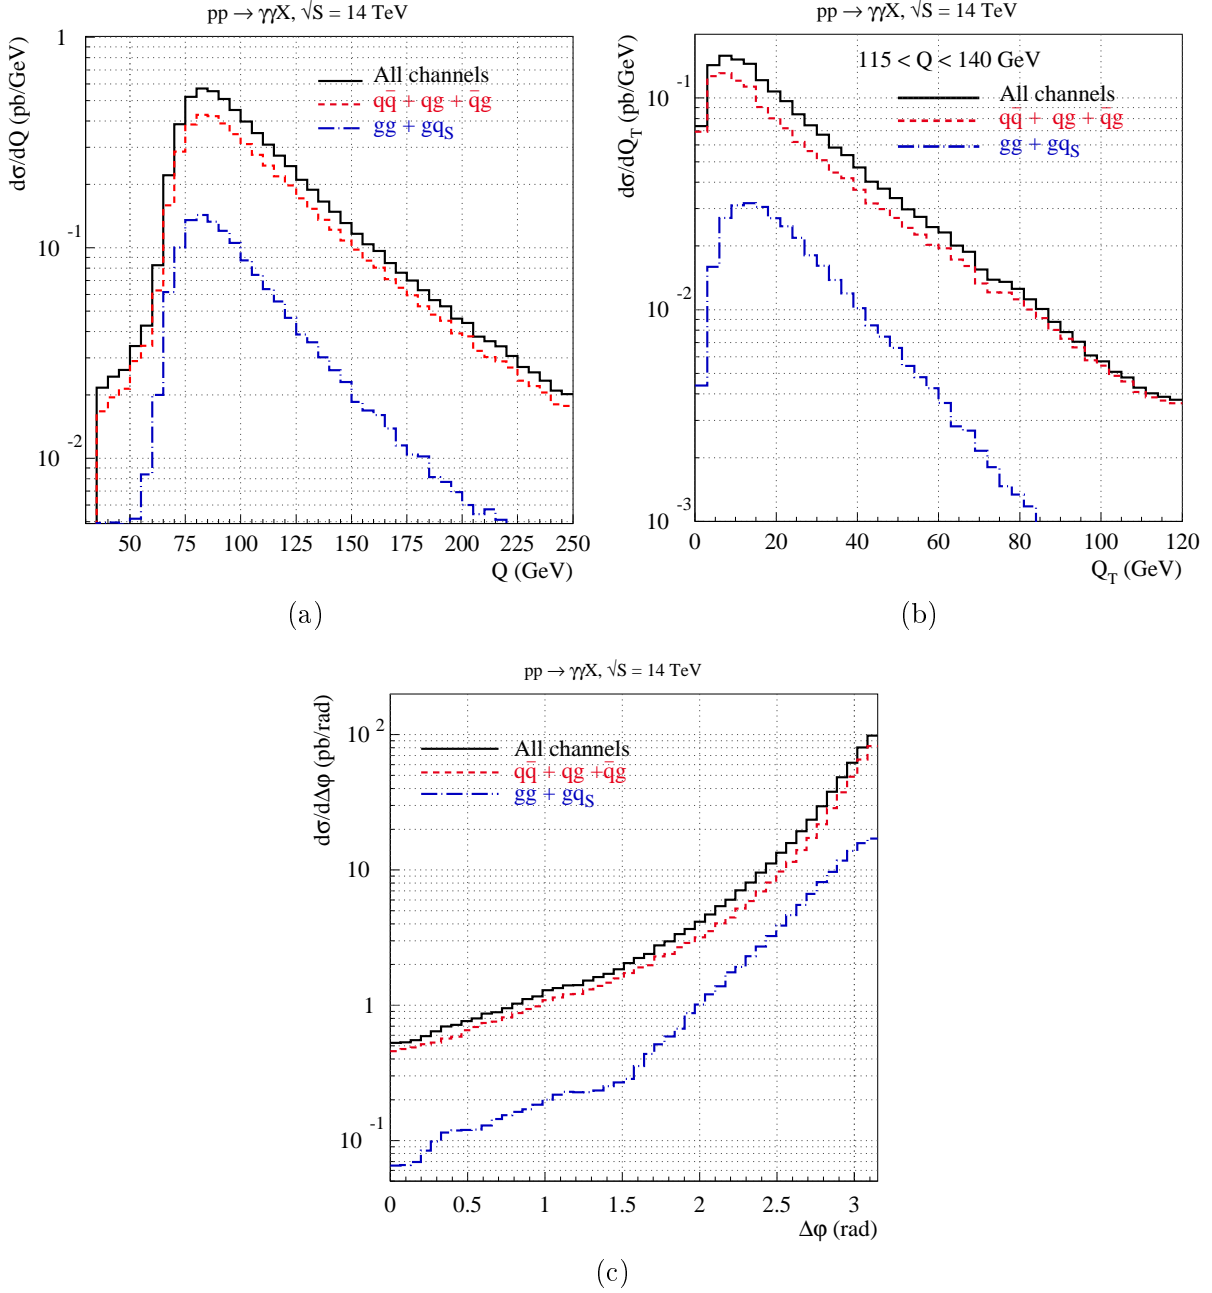 pp → γγX, √S = 14 TeV
dσ/dQ (pb/GeV)
1
10⁻¹
10⁻²
All channels
qq̄ + qg + q̄g
gg + gqS
50 75 100 125 150 175 200 225 250
Q (GeV)
(a)
pp → γγX, √S = 14 TeV
dσ/dQ_T (pb/GeV)
10⁻¹
10⁻²
10⁻³
115 < Q < 140 GeV
All channels
qq̄ + qg + q̄g
gg + gqS
0 20 40 60 80 100 120
Q_T (GeV)
(b)
pp → γγX, √S = 14 TeV
dσ/dΔφ (pb/rad)
10²
10
1
10⁻¹
All channels
qq̄ + qg +q̄g
gg + gqS
0 0.5 1 1.5 2 2.5 3
Δφ (rad)
(c)